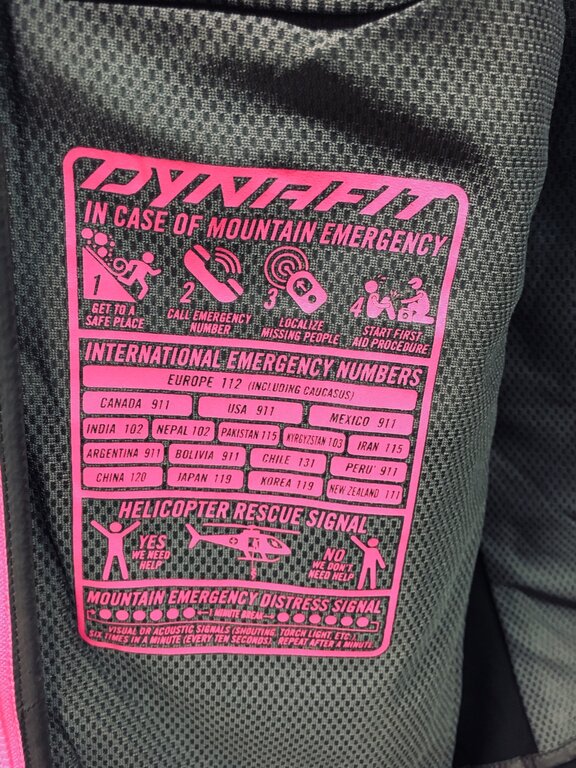 DYNAFIT
IN CASE OF MOUNTAIN EMERGENCY
1
GET TO A
SAFE PLACE
2
CALL EMERGENCY
NUMBER
3
LOCALIZE
MISSING PEOPLE
4
START FIRST
AID PROCEDURE
INTERNATIONAL EMERGENCY NUMBERS
EUROPE 112 (INCLUDING CAUCASUS)
CANADA 911 USA 911 MEXICO 911
INDIA 102 NEPAL 102 PAKISTAN 115 KYRGYZSTAN 103 IRAN 115
ARGENTINA 911 BOLIVIA 911 CHILE 131 PERU' 911
CHINA 120 JAPAN 119 KOREA 119 NEW ZEALAND 111
HELICOPTER RESCUE SIGNAL
YES
WE NEED
HELP
NO
WE DON'T
NEED HELP
MOUNTAIN EMERGENCY DISTRESS SIGNAL
1 MINUTE BREAK
VISUAL OR ACOUSTIC SIGNALS (SHOUTING, TORCH LIGHT, ETC.)
SIX TIMES IN A MINUTE (EVERY TEN SECONDS). REPEAT AFTER A MINUTE.